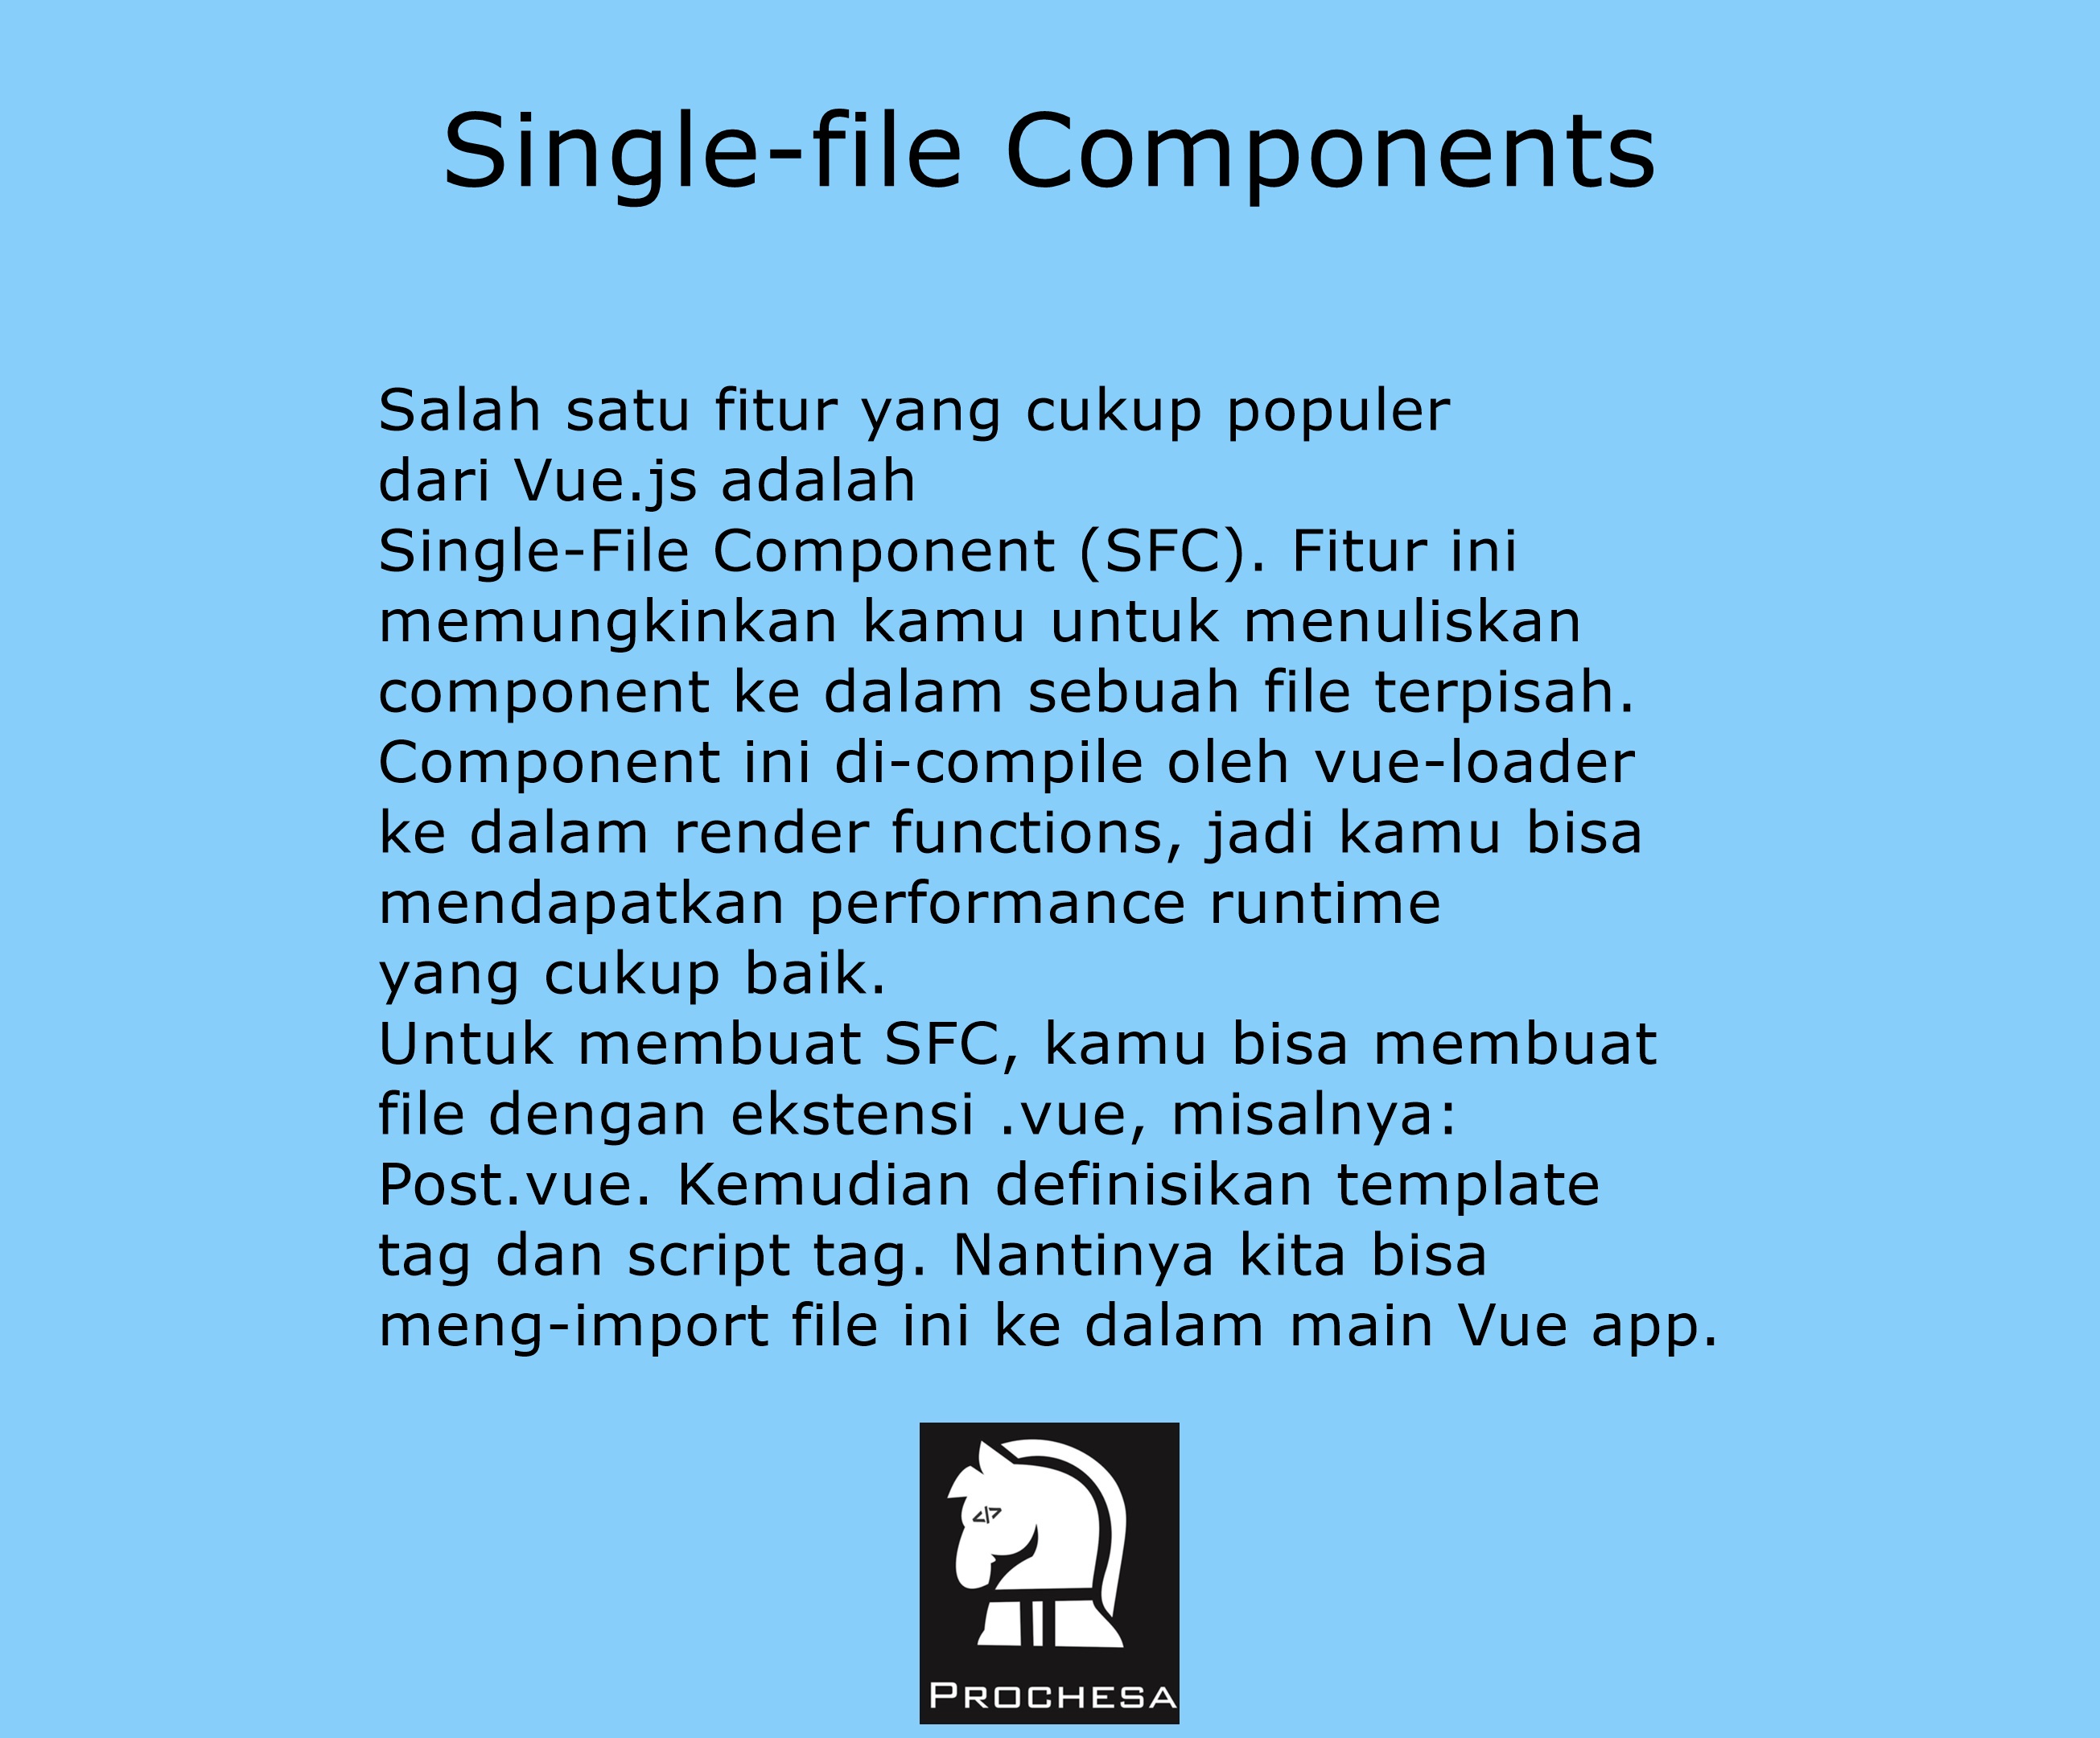 Single-file Components
Salah satu fitur yang cukup populer
dari Vue.js adalah
Single-File Component (SFC). Fitur ini
memungkinkan kamu untuk menuliskan
component ke dalam sebuah file terpisah.
Component ini di-compile oleh vue-loader
ke dalam render functions, jadi kamu bisa
mendapatkan performance runtime
yang cukup baik.
Untuk membuat SFC, kamu bisa membuat
file dengan ekstensi .vue, misalnya:
Post.vue. Kemudian definisikan template
tag dan script tag. Nantinya kita bisa
meng-import file ini ke dalam main Vue app.
</>
PROCHESA